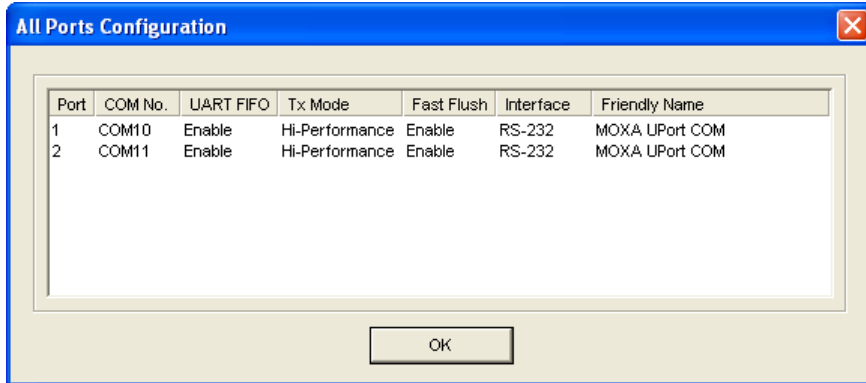 All Ports Configuration
Port COM No. UART FIFO Tx Mode Fast Flush Interface Friendly Name
1 COM10 Enable Hi-Performance Enable RS-232 MOXA UPort COM
2 COM11 Enable Hi-Performance Enable RS-232 MOXA UPort COM
OK